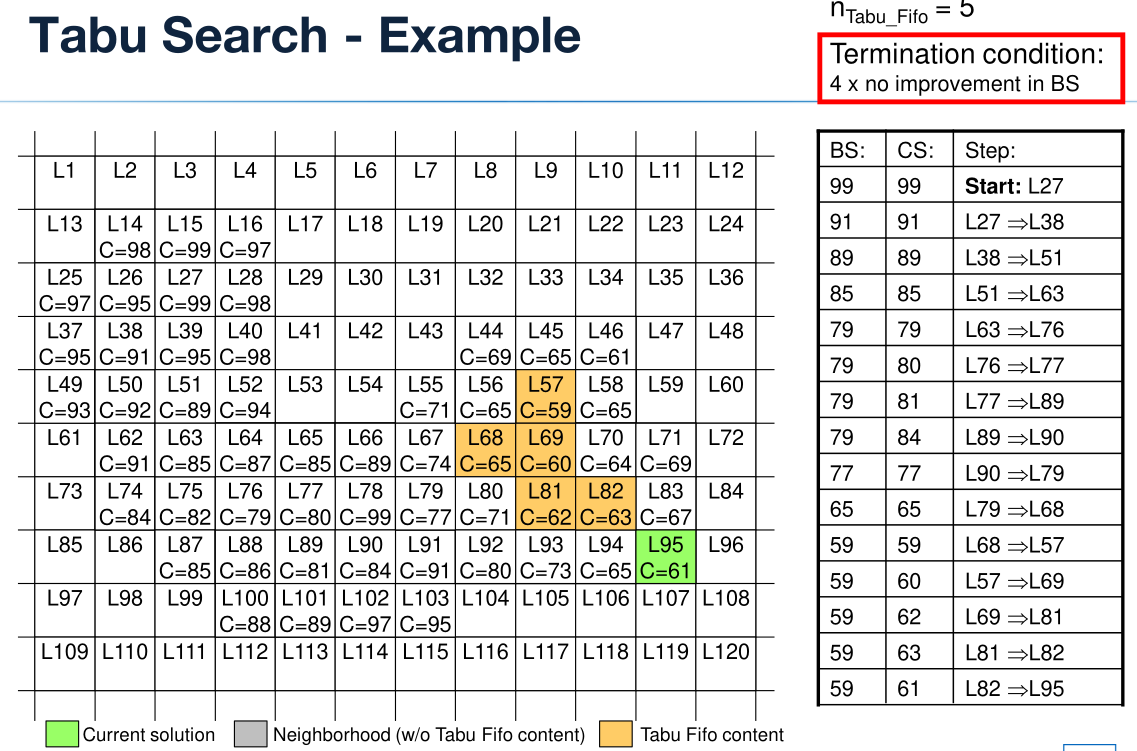 Tabu Search - Example
nTabu_Fifo = 5
Termination condition:
4 x no improvement in BS
L1 L2 L3 L4 L5 L6 L7 L8 L9 L10 L11 L12
L13 L14 L15 L16 L17 L18 L19 L20 L21 L22 L23 L24
C=98 C=99 C=97
L25 L26 L27 L28 L29 L30 L31 L32 L33 L34 L35 L36
C=97 C=95 C=99 C=98
L37 L38 L39 L40 L41 L42 L43 L44 L45 L46 L47 L48
C=95 C=91 C=95 C=98 C=69 C=65 C=61
L49 L50 L51 L52 L53 L54 L55 L56 L57 L58 L59 L60
C=93 C=92 C=89 C=94 C=71 C=65 C=59 C=65
L61 L62 L63 L64 L65 L66 L67 L68 L69 L70 L71 L72
C=91 C=85 C=87 C=85 C=89 C=74 C=65 C=60 C=64 C=69
L73 L74 L75 L76 L77 L78 L79 L80 L81 L82 L83 L84
C=84 C=82 C=79 C=80 C=99 C=77 C=71 C=62 C=63 C=67
L85 L86 L87 L88 L89 L90 L91 L92 L93 L94 L95 L96
C=85 C=86 C=81 C=84 C=91 C=80 C=73 C=65 C=61
L97 L98 L99 L100 L101 L102 L103 L104 L105 L106 L107 L108
C=88 C=89 C=97 C=95
L109 L110 L111 L112 L113 L114 L115 L116 L117 L118 L119 L120
Current solution Neighborhood (w/o Tabu Fifo content) Tabu Fifo content
BS: CS: Step:
99 99 Start: L27
91 91 L27 ⇒L38
89 89 L38 ⇒L51
85 85 L51 ⇒L63
79 79 L63 ⇒L76
79 80 L76 ⇒L77
79 81 L77 ⇒L89
79 84 L89 ⇒L90
77 77 L90 ⇒L79
65 65 L79 ⇒L68
59 59 L68 ⇒L57
59 60 L57 ⇒L69
59 62 L69 ⇒L81
59 63 L81 ⇒L82
59 61 L82 ⇒L95